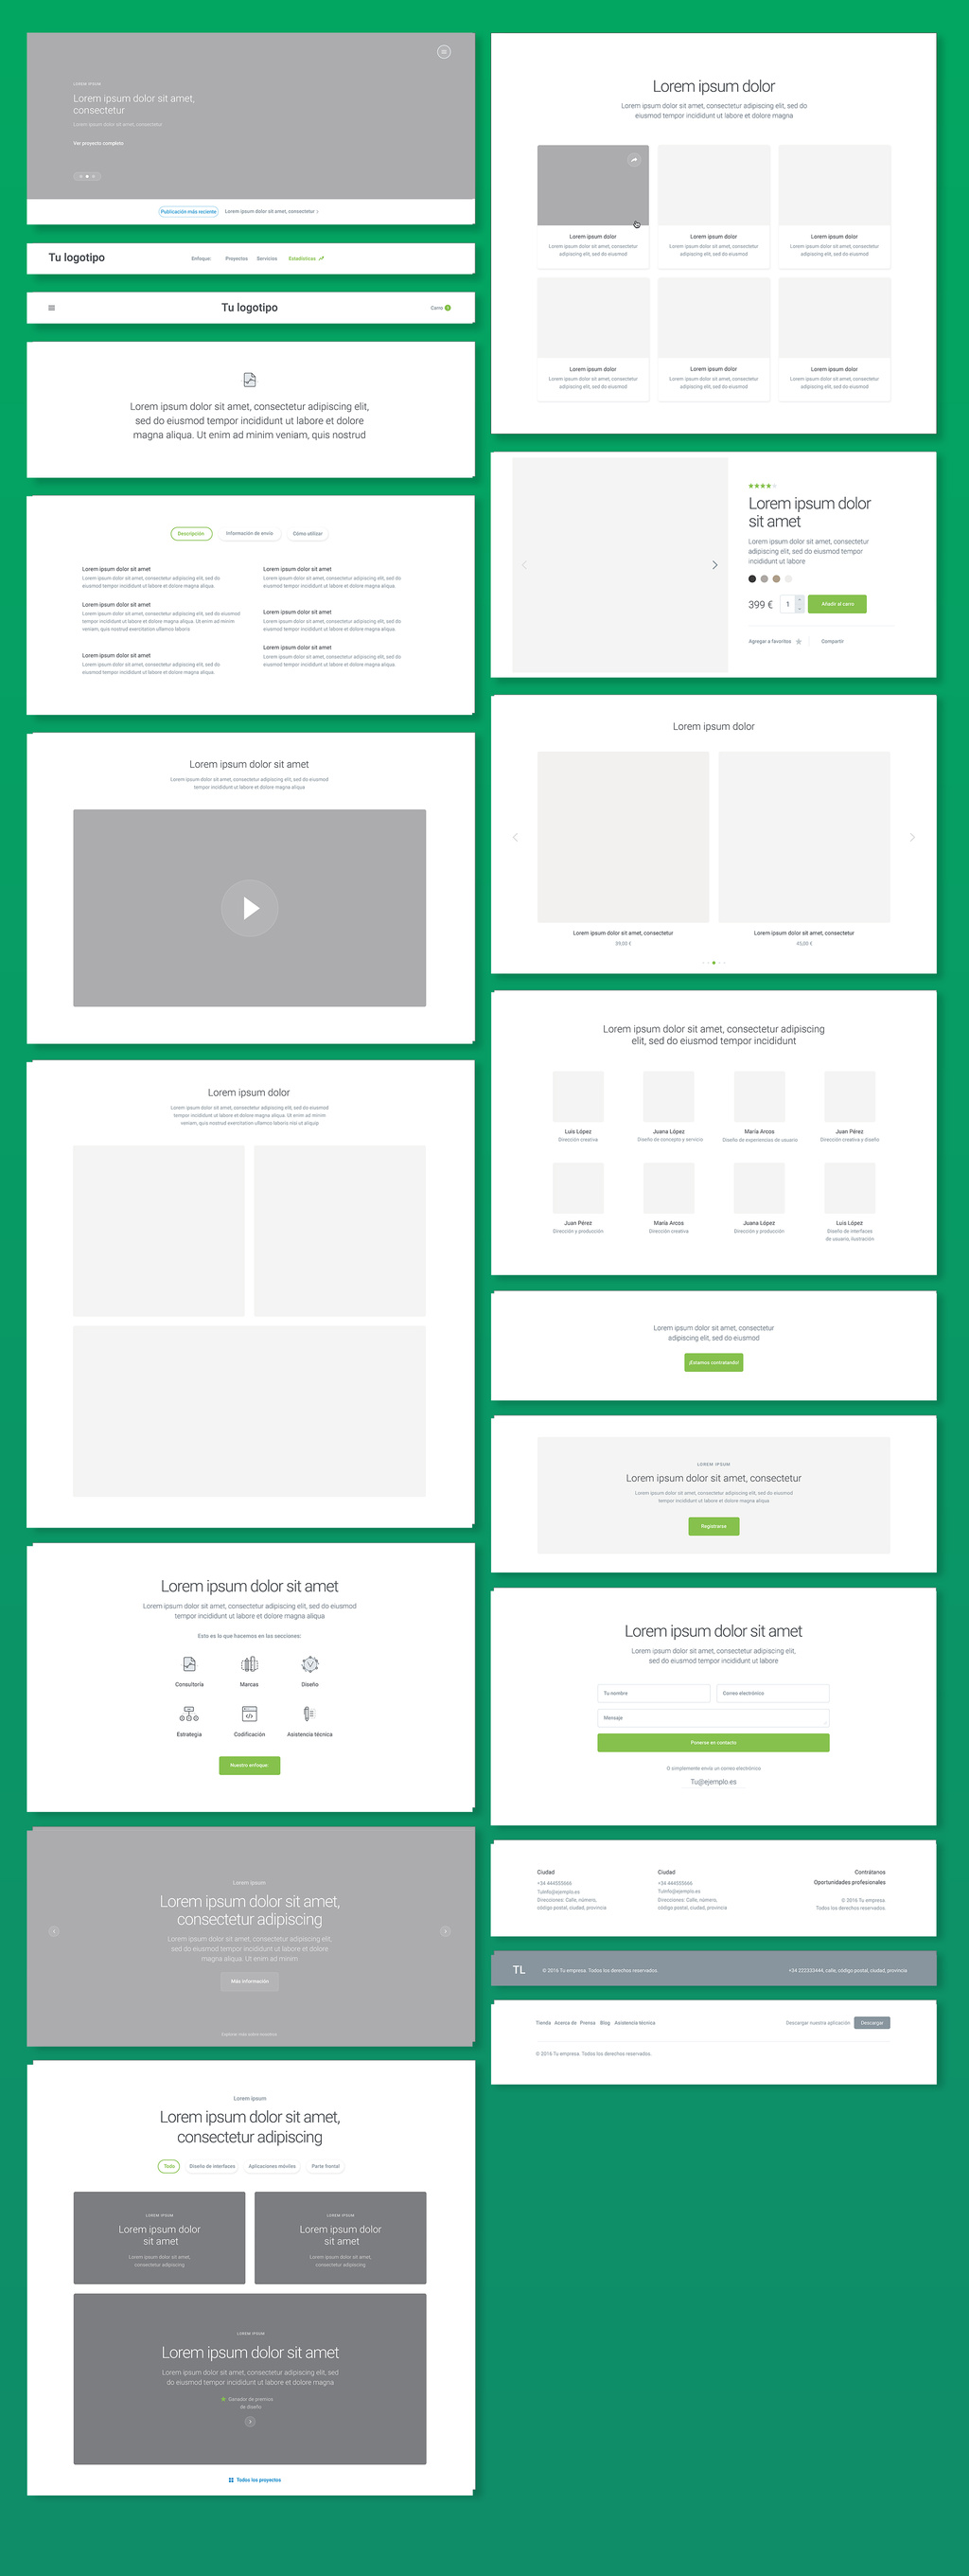 LOREM IPSUM
Lorem ipsum dolor sit amet,
consectetur
Lorem ipsum dolor sit amet, consectetur
Ver proyecto completo
Publicación más reciente
Lorem ipsum dolor sit amet, consectetur
Tu logotipo
Enfoque:
Proyectos
Servicios
Estadísticas
Tu logotipo
Carro
Lorem ipsum dolor sit amet, consectetur adipiscing elit,
sed do eiusmod tempor incididunt ut labore et dolore
magna aliqua. Ut enim ad minim veniam, quis nostrud
Descripción
Información de envío
Cómo utilizar
Lorem ipsum dolor sit amet
Lorem ipsum dolor sit amet, consectetur adipiscing elit, sed do
eiusmod tempor incididunt ut labore et dolore magna aliqua.
Lorem ipsum dolor sit amet
Lorem ipsum dolor sit amet, consectetur adipiscing elit, sed do
eiusmod tempor incididunt ut labore et dolore magna aliqua. Ut enim ad minim
veniam, quis nostrud exercitation ullamco laboris
Lorem ipsum dolor sit amet
Lorem ipsum dolor sit amet, consectetur adipiscing elit, sed do
eiusmod tempor incididunt ut labore et dolore magna aliqua.
Lorem ipsum dolor sit amet
Lorem ipsum dolor sit amet, consectetur adipiscing elit, sed do
eiusmod tempor incididunt ut labore et dolore magna aliqua.
Lorem ipsum dolor sit amet
Lorem ipsum dolor sit amet, consectetur adipiscing elit, sed do
eiusmod tempor incididunt ut labore et dolore magna aliqua.
Lorem ipsum dolor sit amet
Lorem ipsum dolor sit amet, consectetur adipiscing elit, sed do
eiusmod tempor incididunt ut labore et dolore magna aliqua.
Lorem ipsum dolor sit amet
Lorem ipsum dolor sit amet, consectetur adipiscing elit, sed do eiusmod
tempor incididunt ut labore et dolore magna aliqua
Lorem ipsum dolor
Lorem ipsum dolor sit amet, consectetur adipiscing elit, sed do eiusmod
tempor incididunt ut labore et dolore magna aliqua. Ut enim ad minim
veniam, quis nostrud exercitation ullamco laboris nisi ut aliquip
Lorem ipsum dolor sit amet
Lorem ipsum dolor sit amet, consectetur adipiscing elit, sed do eiusmod
tempor incididunt ut labore et dolore magna aliqua
Esto es lo que hacemos en las secciones:
Consultoría
Marcas
Diseño
Estrategia
Codificación
Asistencia técnica
Nuestro enfoque
Lorem ipsum
Lorem ipsum dolor sit amet,
consectetur adipiscing
Lorem ipsum dolor sit amet, consectetur adipiscing elit,
sed do eiusmod tempor incididunt ut labore et dolore
magna aliqua. Ut enim ad minim
Más información
Explorar más sobre nosotros
Lorem ipsum
Lorem ipsum dolor sit amet,
consectetur adipiscing
Todo
Diseño de interfaces
Aplicaciones móviles
Parte frontal
LOREM IPSUM
Lorem ipsum dolor
sit amet
Lorem ipsum dolor sit amet,
consectetur adipiscing
LOREM IPSUM
Lorem ipsum dolor
sit amet
Lorem ipsum dolor sit amet,
consectetur adipiscing
LOREM IPSUM
Lorem ipsum dolor sit amet
Lorem ipsum dolor sit amet, consectetur adipiscing elit, sed
do eiusmod tempor incididunt ut labore et dolore magna
Ganador de premios
de diseño
Todos los proyectos
Lorem ipsum dolor
Lorem ipsum dolor sit amet, consectetur adipiscing elit, sed do
eiusmod tempor incididunt ut labore et dolore magna
Lorem ipsum dolor
Lorem ipsum dolor sit amet, consectetur
adipiscing elit, sed do eiusmod
Lorem ipsum dolor
Lorem ipsum dolor sit amet, consectetur
adipiscing elit, sed do eiusmod
Lorem ipsum dolor
Lorem ipsum dolor sit amet, consectetur
adipiscing elit, sed do eiusmod
Lorem ipsum dolor
Lorem ipsum dolor sit amet, consectetur
adipiscing elit, sed do eiusmod
Lorem ipsum dolor
Lorem ipsum dolor sit amet, consectetur
adipiscing elit, sed do eiusmod
Lorem ipsum dolor
Lorem ipsum dolor sit amet, consectetur
adipiscing elit, sed do eiusmod
Lorem ipsum dolor
sit amet
Lorem ipsum dolor sit amet, consectetur
adipiscing elit, sed do eiusmod tempor
incididunt ut labore
399 €
1
Añadir al carro
Agregar a favoritos
Compartir
Lorem ipsum dolor
Lorem ipsum dolor sit amet, consectetur
39,00 €
Lorem ipsum dolor sit amet, consectetur
45,00 €
Lorem ipsum dolor sit amet, consectetur adipiscing
elit, sed do eiusmod tempor incididunt
Luis López
Dirección creativa
Juana López
Diseño de concepto y servicio
María Arcos
Diseño de experiencias de usuario
Juan Pérez
Dirección creativa y diseño
Juan Pérez
Dirección y producción
María Arcos
Dirección creativa
Juana López
Dirección y producción
Luis López
Diseño de interfaces
de usuario, ilustración
Lorem ipsum dolor sit amet, consectetur
adipiscing elit, sed do eiusmod
¡Estamos contratando!
LOREM IPSUM
Lorem ipsum dolor sit amet, consectetur
Lorem ipsum dolor sit amet, consectetur adipiscing elit, sed do eiusmod
tempor incididunt ut labore et dolore magna aliqua
Registrarse
Lorem ipsum dolor sit amet
Lorem ipsum dolor sit amet, consectetur adipiscing elit,
sed do eiusmod tempor incididunt ut labore
Tu nombre
Correo electrónico
Mensaje
Ponerse en contacto
O simplemente envía un correo electrónico
Tu@ejemplo.es
Ciudad
+34 444555666
Tuinfo@ejemplo.es
Direcciones: Calle, número,
código postal, ciudad, provincia
Ciudad
+34 444555666
Tuinfo@ejemplo.es
Direcciones: Calle, número,
código postal, ciudad, provincia
Contrátanos
Oportunidades profesionales
© 2016 Tu empresa.
Todos los derechos reservados.
TL
© 2016 Tu empresa. Todos los derechos reservados.
+34 222333444, calle, código postal, ciudad, provincia
Tienda
Acerca de
Prensa
Blog
Asistencia técnica
Descargar nuestra aplicación
Descargar
© 2016 Tu empresa. Todos los derechos reservados.